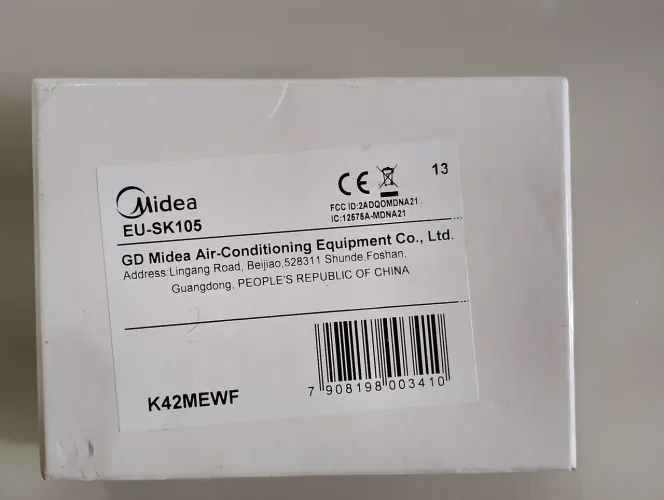 13
Midea
EU-SK105
FCC ID:2ADQOMDNA21
IC:12575A-MDNA21
GD Midea Air-Conditioning Equipment Co., Ltd.
Address:Lingang Road, Beijiao,528311 Shunde,Foshan,
Guangdong, PEOPLE'S REPUBLIC OF CHINA
K42MEWF
7 908198 003410